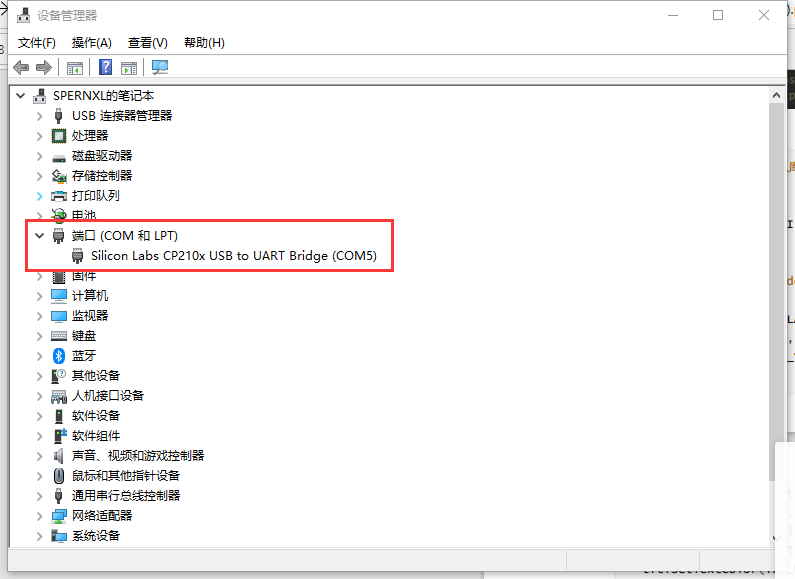 设备管理器
文件(F) 操作(A) 查看(V) 帮助(H)
SPERNXL的笔记本
USB 连接器管理器
处理器
磁盘驱动器
存储控制器
打印队列
电池
端口 (COM 和 LPT)
Silicon Labs CP210x USB to UART Bridge (COM5)
固件
计算机
监视器
键盘
蓝牙
其他设备
人机接口设备
软件设备
软件组件
声音、视频和游戏控制器
鼠标和其他指针设备
通用串行总线控制器
网络适配器
系统设备